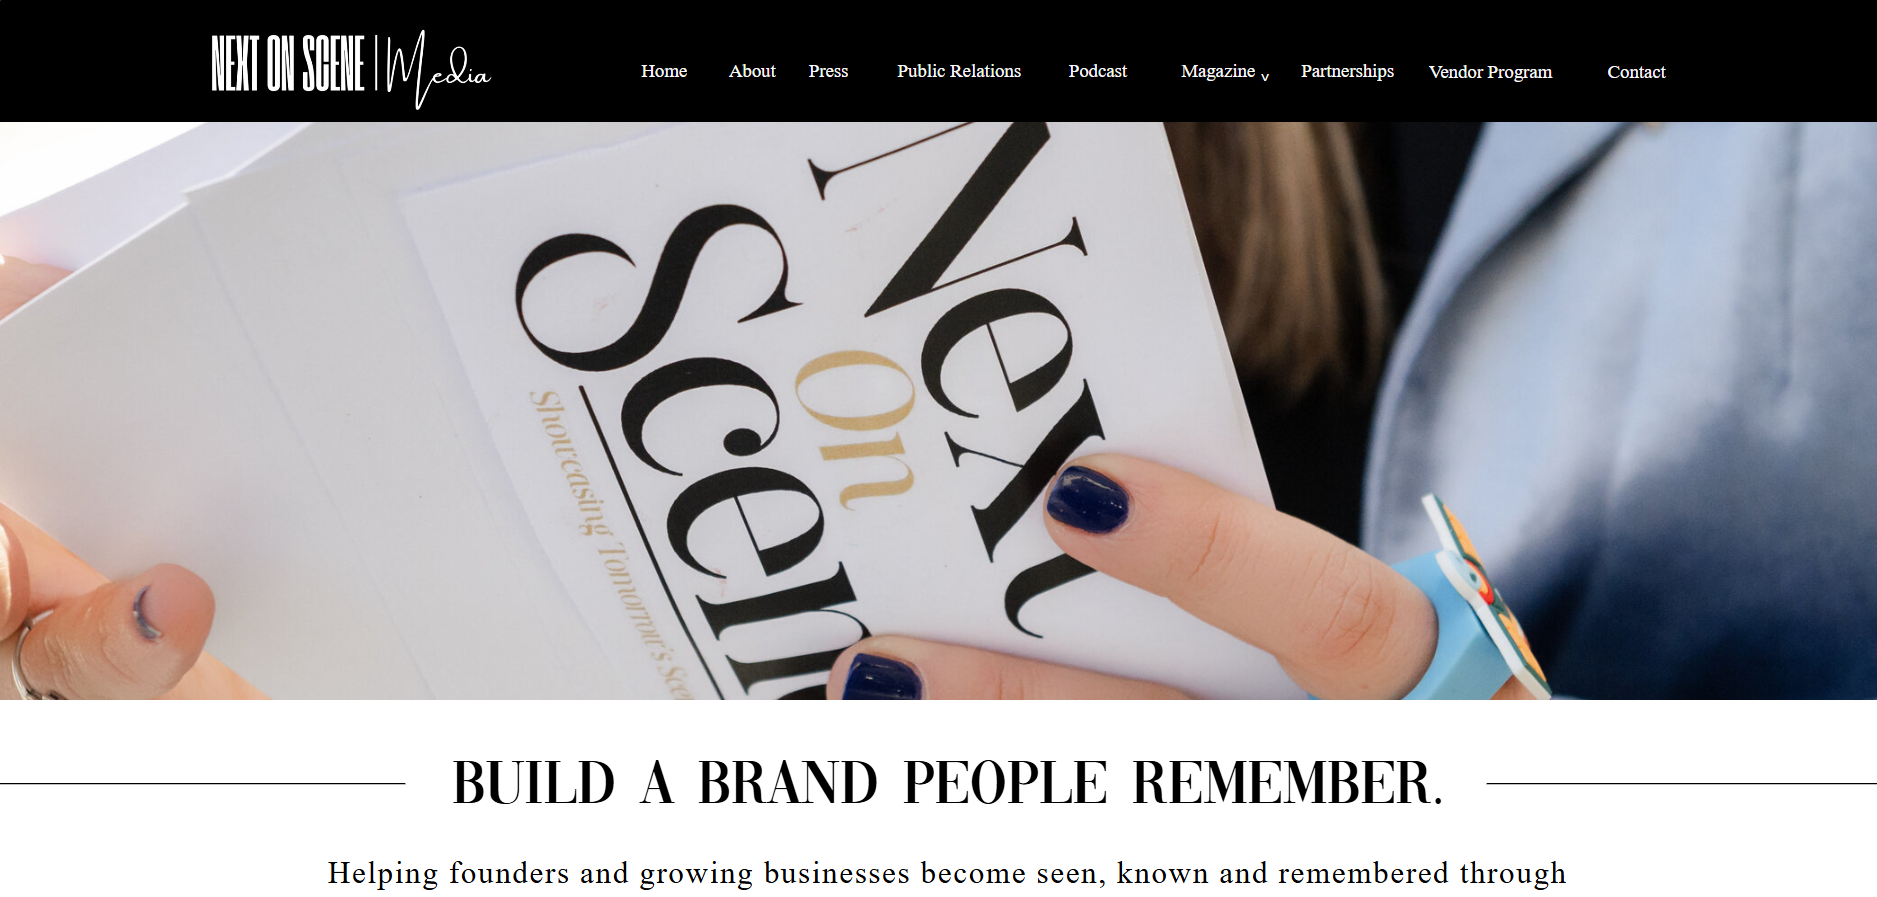 NEXT ON SCENE | Media
Home About Press Public Relations Podcast Magazine v Partnerships Vendor Program Contact
Next
on
Scene
Showcasing Tomorrow's
BUILD A BRAND PEOPLE REMEMBER.
Helping founders and growing businesses become seen, known and remembered through